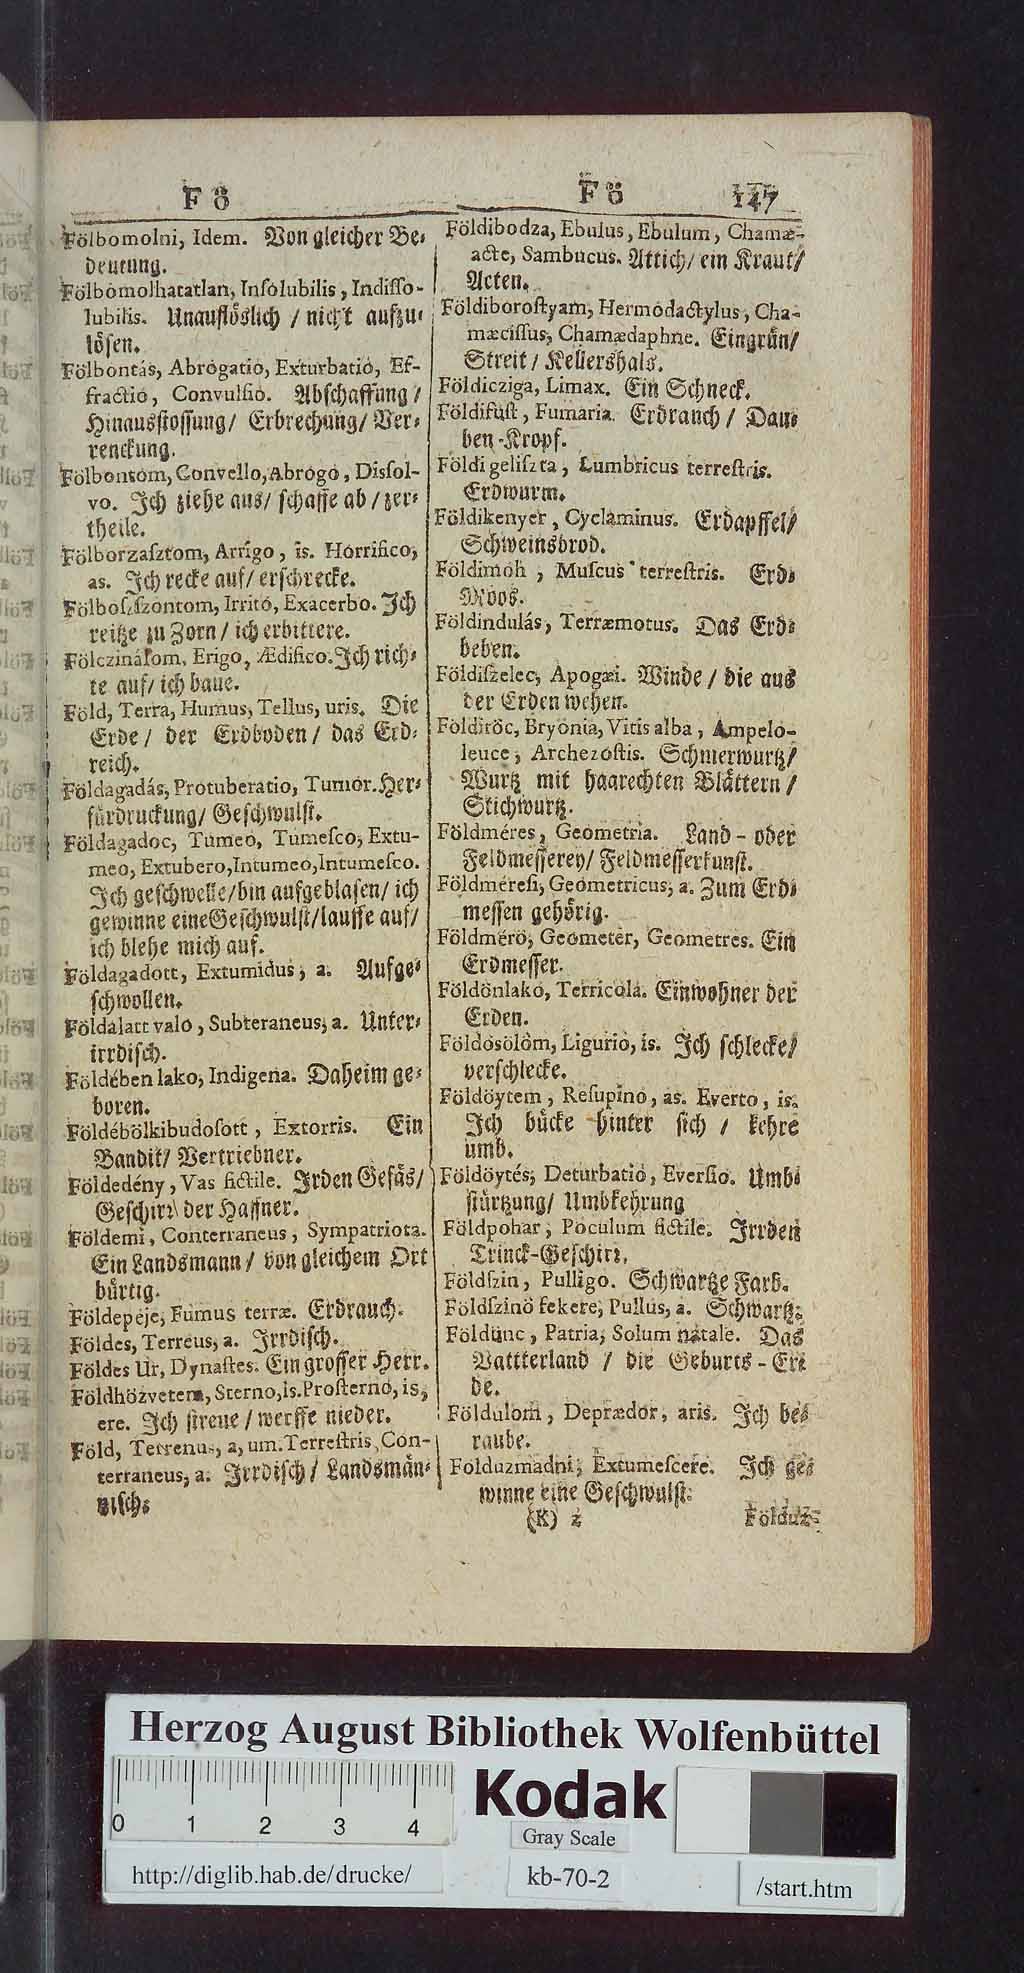 F ö
Fölbomolni, Idem. Von gleicher Be-
deutung.
Fölbomolhatatlan, Insolubilis, Indisso-
lubilis. Unauflöslich / nicht aufzu-
lösen.
Fölbontás, Abrogatio, Exturbatio, Ef-
fractio, Convulsio. Abschaffung /
Hinausstossung / Erbrechung / Ver-
renckung.
Fölbontom, Convello, Abrogo, Dissol-
vo. Ich ziehe aus / schaffe ab / zer-
theile.
Fölborzasztom, Arrigo, is. Horrifico,
as. Ich recke auf / erschrecke.
Fölboszszontom, Irrito, Exacerbo. Ich
reitze zu Zorn / ich erbittere.
Fölczinálom, Erigo, Ædifico. Ich rich-
te auf / ich baue.
Föld, Terra, Humus, Tellus, uris. Die
Erde / der Erdboden / das Erd-
reich.
Földagadás, Protuberatio, Tumor. Her-
fürdruckung / Geschwulst.
Földagadoc, Tumeo, Tumesco, Extu-
meo, Extubero, Intumeo, Intumesco.
Ich geschwelle / bin aufgeblasen / ich
gewinne eine Geschwulst / lauffe auf /
ich blehe mich auf.
Földagadott, Extumidus, a. Aufge-
schwollen.
Földalatt valo, Subteraneus, a. Unter-
irrdisch.
Földében lako, Indigena. Daheim ge-
boren.
Földébölkibudosott, Extorris. Ein
Bandit / Vertriebner.
Földedény, Vas fictile. Irden Gefäs /
Geschirr der Haffner.
Földemi, Conterraneus, Sympatriota.
Ein Landsmann / von gleichem Ort
bürtig.
Földepéje, Fumus terræ. Erdrauch.
Földes, Terreus, a. Irrdisch.
Földes Ur, Dynastes. Ein grosser Herr.
Földhözvetem, Sterno, is. Prosterno, is,
ere. Ich streue / werffe nieder.
Föld, Terrenus, a, um. Terrestris, Con-
terraneus, a. Irrdisch / Landsmän-
nisch.
F ö 147
Földibodza, Ebulus, Ebulum, Chamæ-
acte, Sambucus. Attich / ein Kraut /
Acten.
Földiborostyam, Hermodactylus, Cha-
mæcissus, Chamædaphne. Eingrün /
Streit / Kellershals.
Földicziga, Limax. Ein Schneck.
Földifüst, Fumaria. Erdrauch / Dau-
ben-Kropf.
Földi geliszta, Lumbricus terrestris.
Erdwurm.
Földikenyer, Cyclaminus. Erdapffel /
Schweinsbrod.
Földimoh, Muscus terrestris. Erd-
Moos.
Földindulás, Terræmotus. Das Erd-
beben.
Földiszelec, Apogæi. Winde / die aus
der Erden wehen.
Földitöc, Bryonia, Vitis alba, Ampelo-
leuce, Archezostis. Schmerwurtz /
Wurtz mit haarechten Blättern /
Stichwurtz.
Földméres, Geometria. Land- oder
Feldmesserey / Feldmesserkunst.
Földméresi, Geometricus, a. Zum Erd-
messen gehörig.
Földmérö, Geometer, Geometres. Ein
Erdmesser.
Földönlako, Terricola. Einwohner der
Erden.
Földosolòm, Ligurio, is. Ich schlecke /
verschlecke.
Földöytem, Resupino, as. Everto, is.
Ich bücke hinter sich / kehre
umb.
Földöytés, Deturbatio, Eversio. Umb-
stürtzung / Umbkehrung
Földpohar, Poculum fictile. Irrden
Trinck-Geschirr.
Földszin, Pulligo. Schwartze Farb.
Földszinö fekere, Pullus, a. Schwartz.
Földünc, Patria, Solum natale. Das
Vattterland / die Geburts-Er-
de.
Földulom, Deprædor, aris. Ich be-
raube.
Folduzmadni, Extumescere. Ich ge-
winne eine Geschwulst.
(K) 2 Földuz-
Herzog August Bibliothek Wolfenbüttel
0 1 2 3 4
Kodak
Gray Scale
http://diglib.hab.de/drucke/ kb-70-2 /start.htm